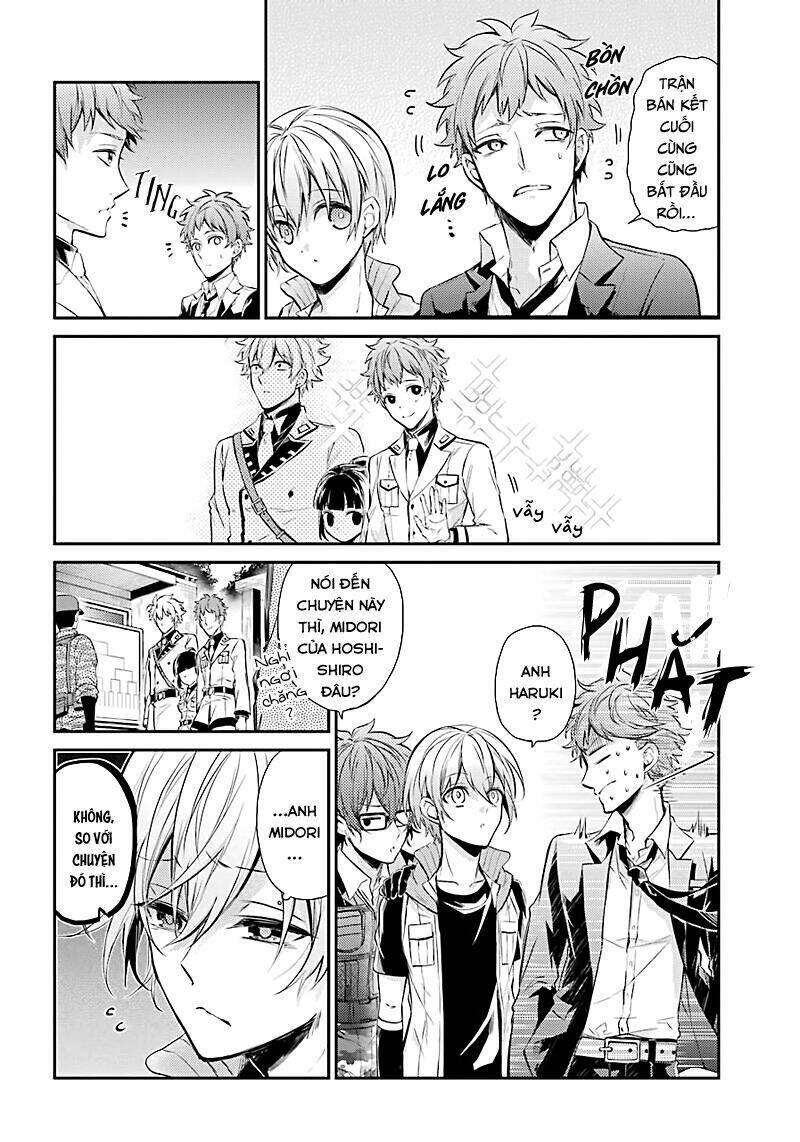 TRẬN
BÁN KẾT
CUỐI
CÙNG
CŨNG
BẮT ĐẦU
RỒI...
BỒN
CHỒN
LO
LẮNG
TING
vẫy
vẫy
PHẮT
ANH
HARUKI
?
NÓI ĐẾN
CHUYỆN NÀY
THÌ, MIDORI
CỦA HOSHI-
SHIRO
ĐÂU?
Nghỉ
ngơi
chăng
?
...ANH
MIDORI
...
KHÔNG,
SO VỚI
CHUYỆN
ĐÓ THÌ...